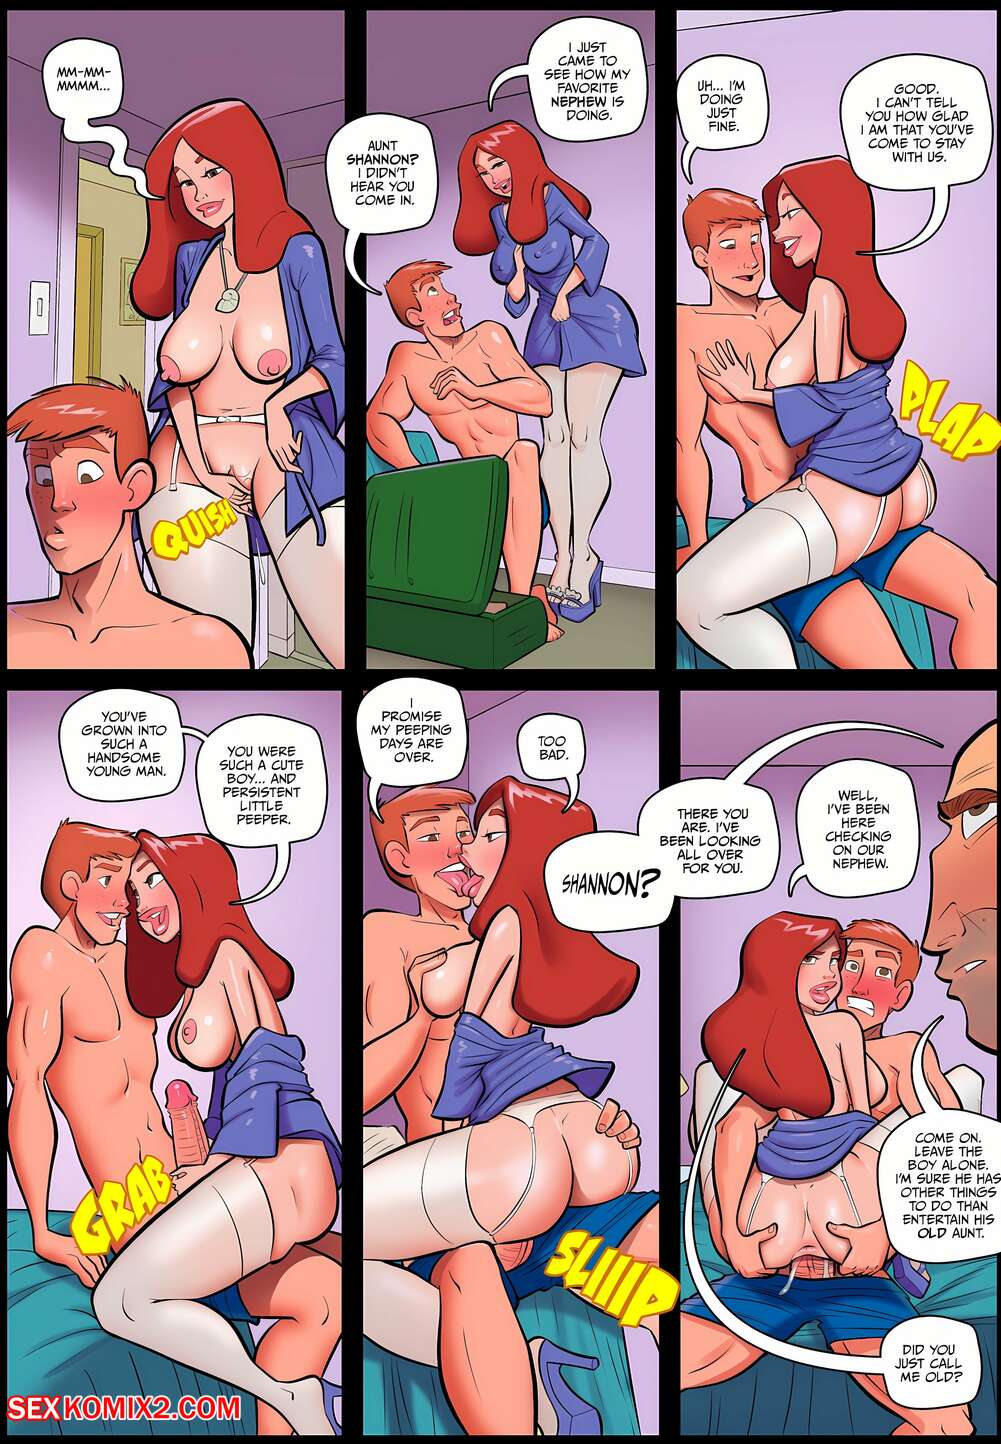 MM-MM-
MMMM...
QUISH
I JUST
CAME TO
SEE HOW MY
FAVORITE
NEPHEW IS
DOING.
AUNT
SHANNON?
I DIDN'T
HEAR YOU
COME IN.
UH... I'M
DOING
JUST
FINE.
GOOD.
I CAN'T TELL
YOU HOW GLAD
I AM THAT YOU'VE
COME TO STAY
WITH US.
PLAP
YOU'VE
GROWN INTO
SUCH A
HANDSOME
YOUNG MAN.
YOU WERE
SUCH A CUTE
BOY... AND
PERSISTENT
LITTLE
PEEPER.
GRAB
I
PROMISE
MY PEEPING
DAYS ARE
OVER.
TOO
BAD.
SLIIIP
SHANNON?
THERE YOU
ARE. I'VE
BEEN LOOKING
ALL OVER
FOR YOU.
WELL,
I'VE BEEN
HERE
CHECKING
ON OUR
NEPHEW.
COME ON.
LEAVE THE
BOY ALONE.
I'M SURE HE HAS
OTHER THINGS
TO DO THAN
ENTERTAIN HIS
OLD AUNT.
DID YOU
JUST CALL
ME OLD?
SEXKOMIX2.COM